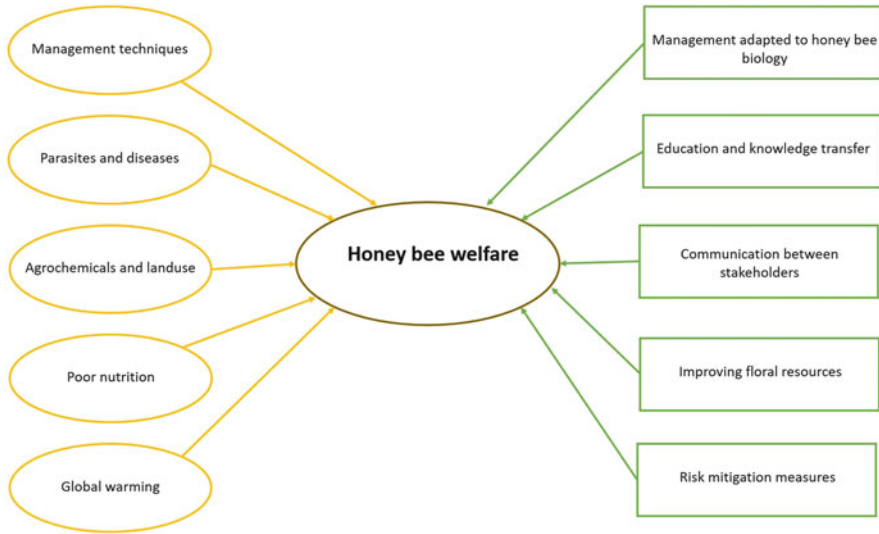 Management techniques
Parasites and diseases
Agrochemicals and landuse
Poor nutrition
Global warming
Honey bee welfare
Management adapted to honey bee
biology
Education and knowledge transfer
Communication between
stakeholders
Improving floral resources
Risk mitigation measures